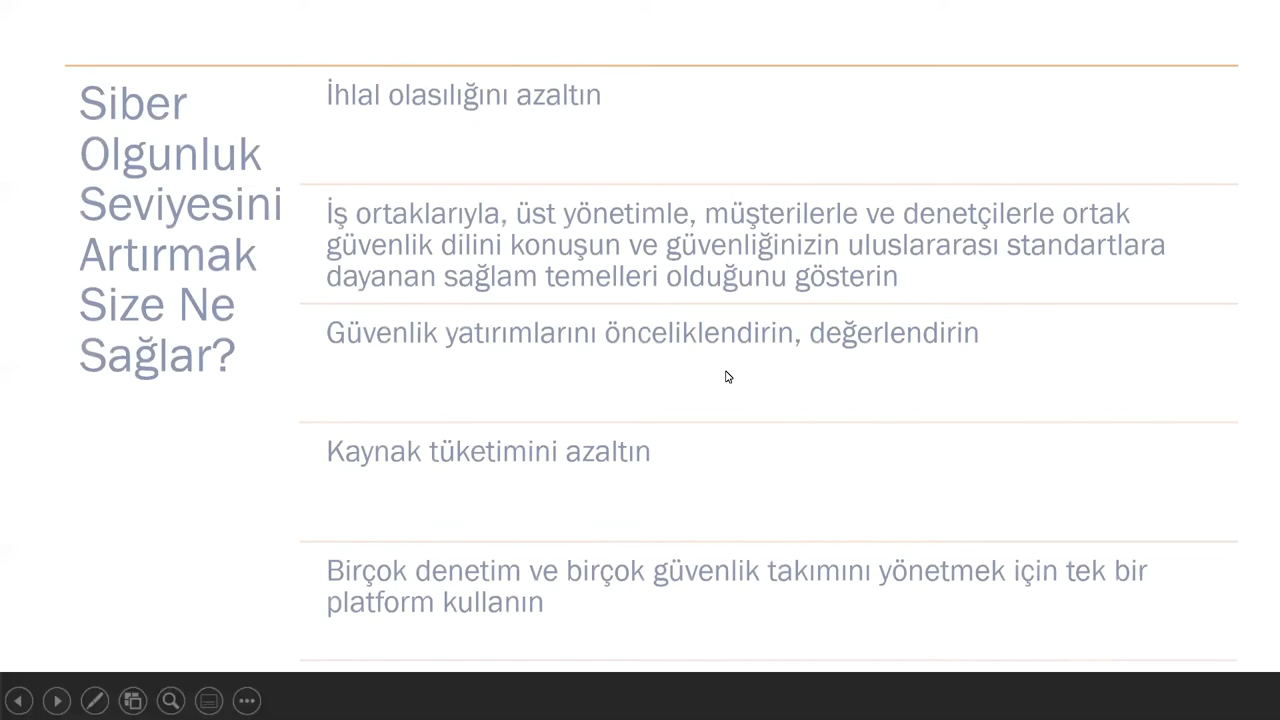 Siber
Olgunluk
Seviyesini
Artırmak
Size Ne
Sağlar?
İhlal olasılığını azaltın
İş ortaklarıyla, üst yönetimle, müşterilerle ve denetçilerle ortak
güvenlik dilini konuşun ve güvenliğinizin uluslararası standartlara
dayanan sağlam temelleri olduğunu gösterin
Güvenlik yatırımlarını önceliklendirin, değerlendirin
Kaynak tüketimini azaltın
Birçok denetim ve birçok güvenlik takımını yönetmek için tek bir
platform kullanın